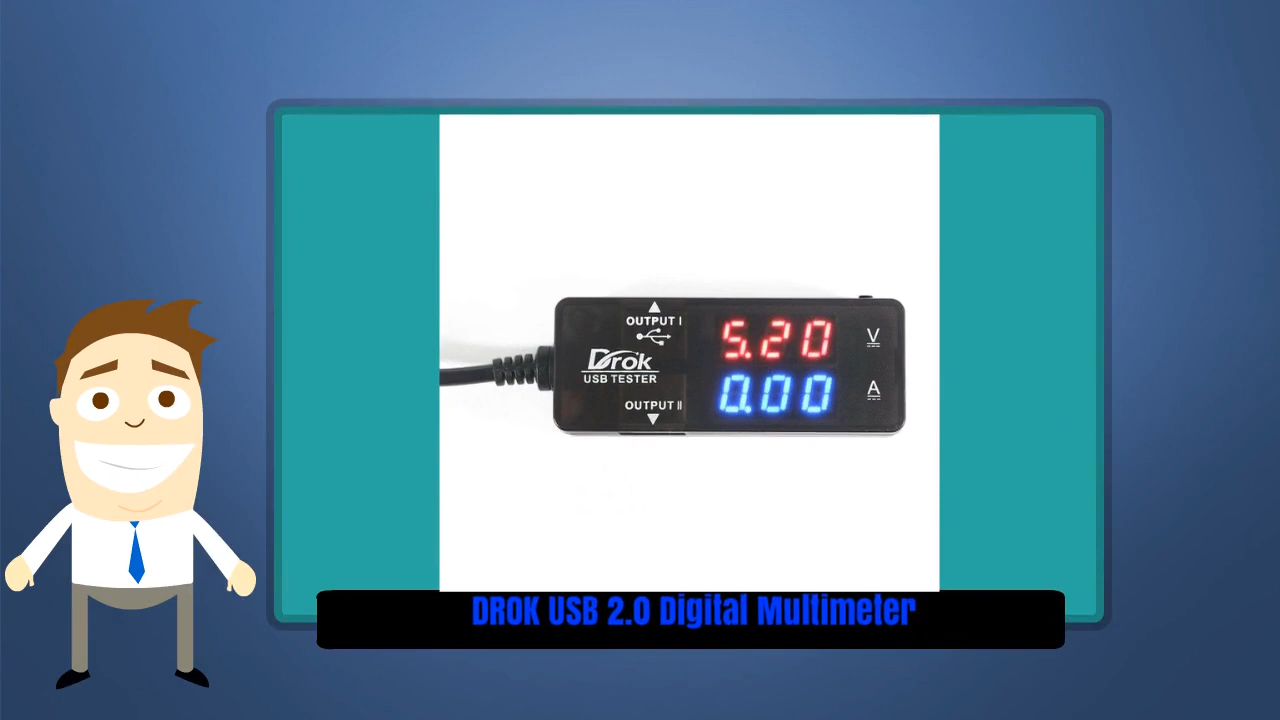 OUTPUT I
5.20 V
Drok
USB TESTER
0.00 A
OUTPUT II
DROK USB 2.0 Digital Multimeter